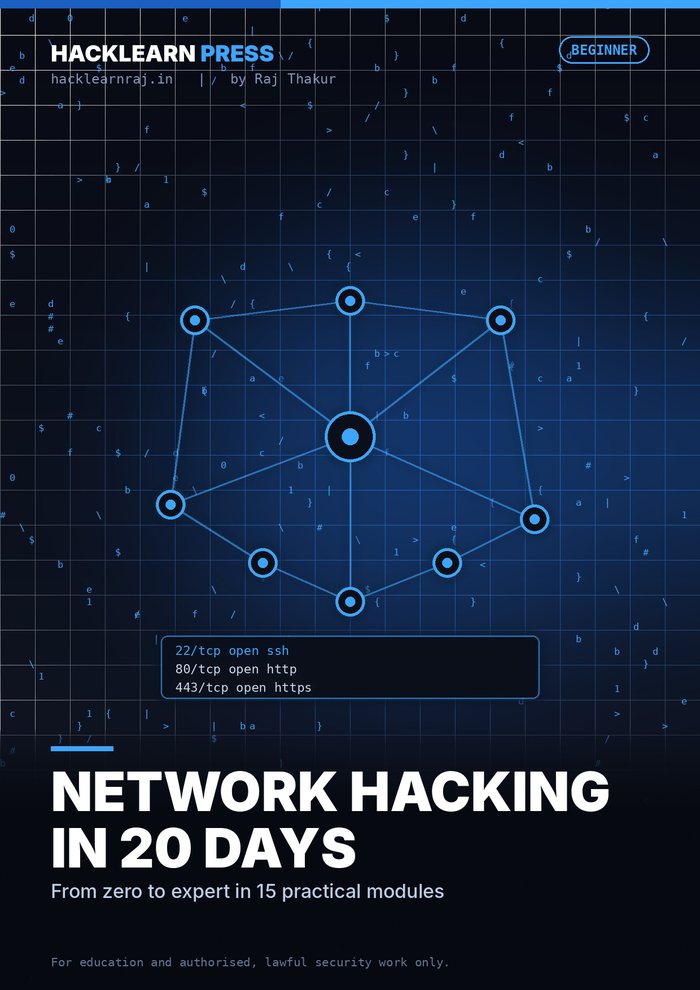 HACKLEARN PRESS
BEGINNER
hacklearnraj.in | by Raj Thakur
22/tcp open ssh
80/tcp open http
443/tcp open https
NETWORK HACKING
IN 20 DAYS
From zero to expert in 15 practical modules
For education and authorised, lawful security work only.